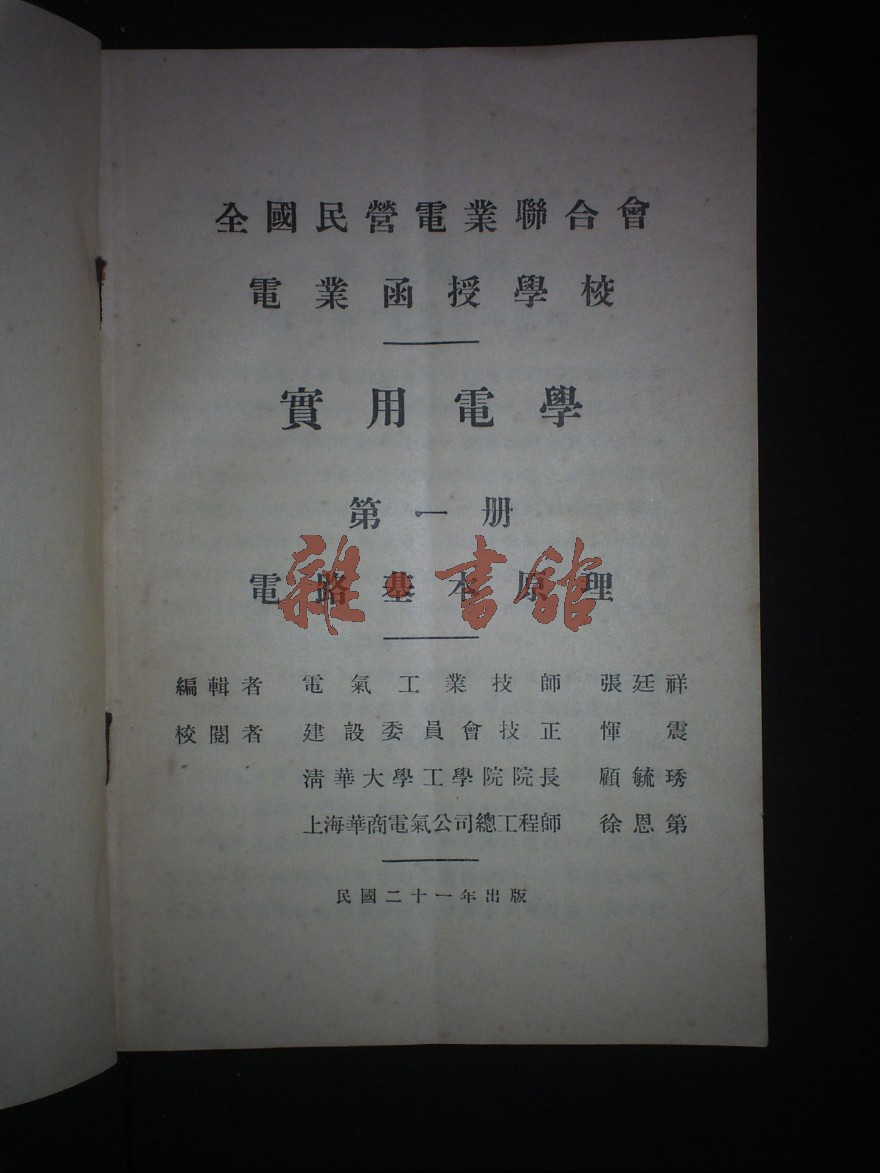 全國民營電業聯合會
電業函授學校
實用電學
第一册
電路基本原理
雜書館
編輯者 電氣工業技師 張廷祥
校閱者 建設委員會技正 惲震
清華大學工學院院長 顧毓琇
上海華商電氣公司總工程師 徐恩第
民國二十一年出版